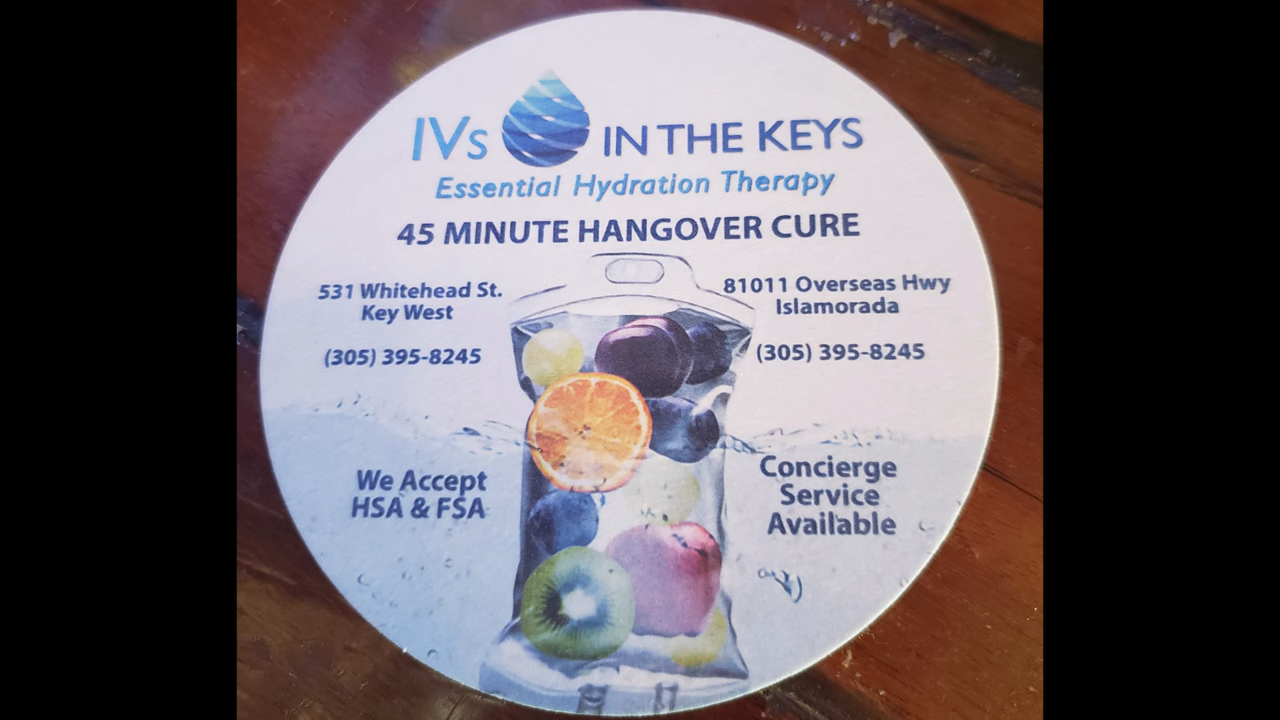 IVs IN THE KEYS
Essential Hydration Therapy
45 MINUTE HANGOVER CURE
531 Whitehead St.
Key West
(305) 395-8245
81011 Overseas Hwy
Islamorada
(305) 395-8245
We Accept
HSA & FSA
Concierge
Service
Available